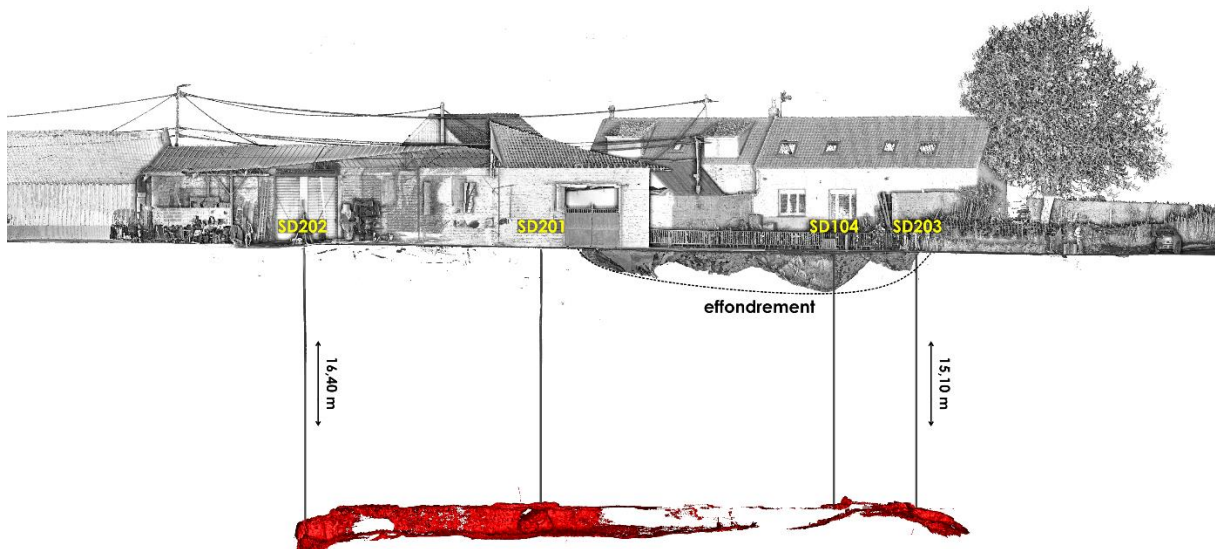 SD202
SD201
SD104
SD203
effondrement
16,40 m
15,10 m